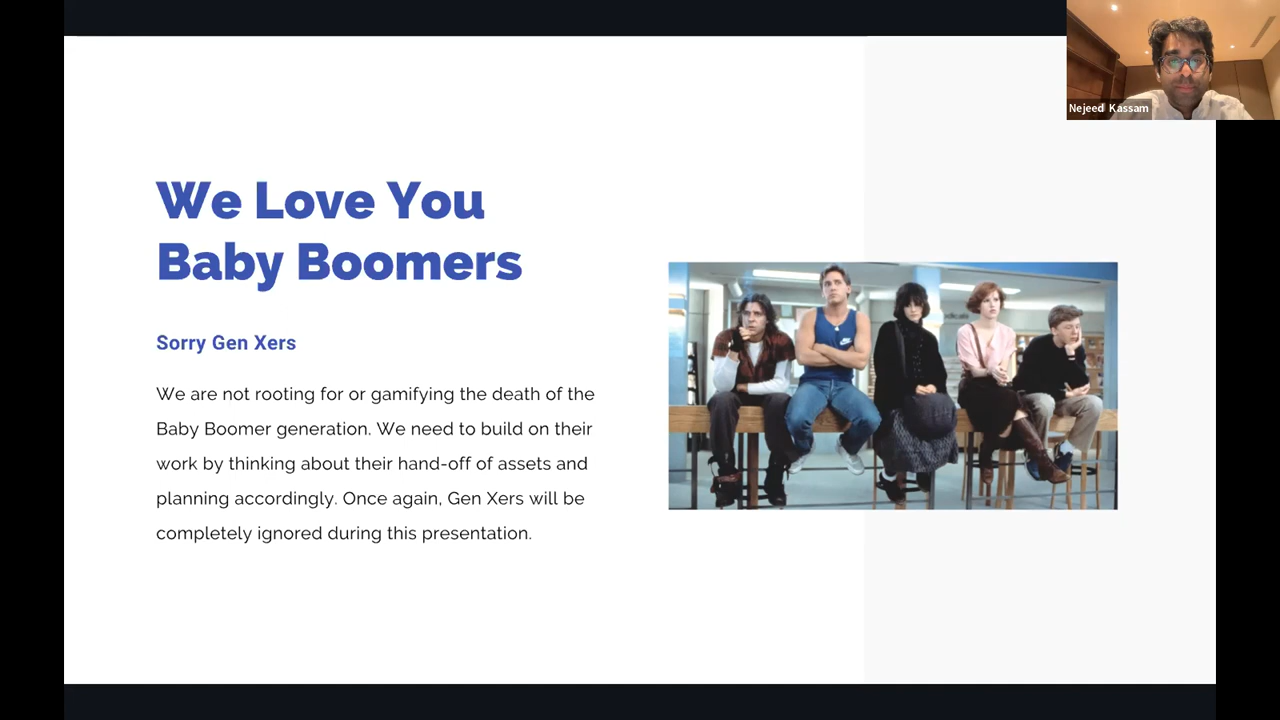 Nejeed Kassam
We Love You
Baby Boomers
Sorry Gen Xers
We are not rooting for or gamifying the death of the
Baby Boomer generation. We need to build on their
work by thinking about their hand-off of assets and
planning accordingly. Once again, Gen Xers will be
completely ignored during this presentation.